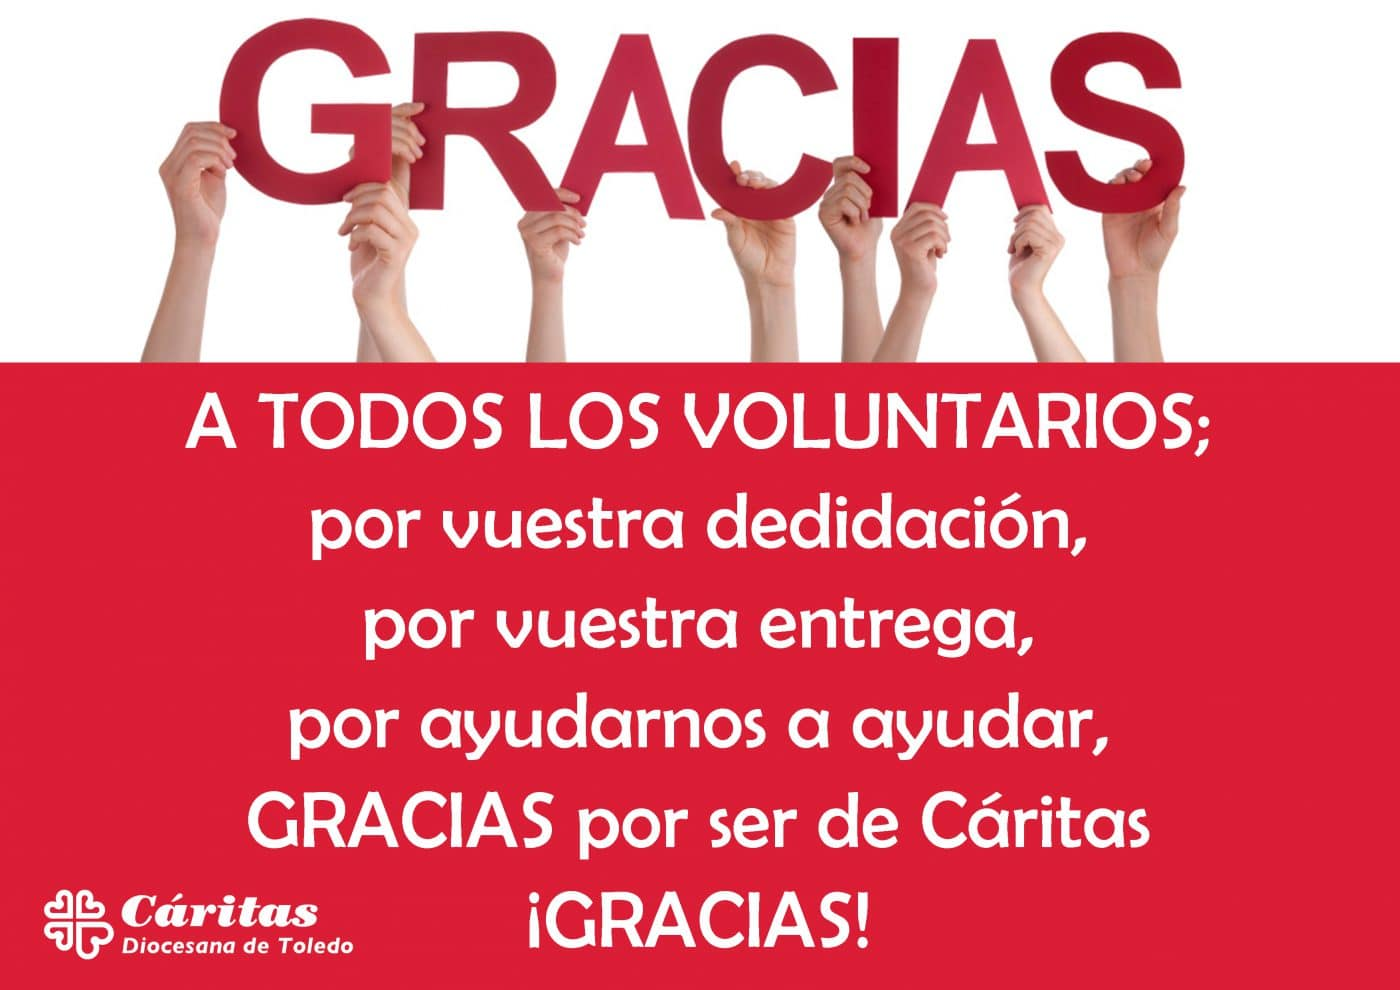 GRACIAS
A TODOS LOS VOLUNTARIOS;
por vuestra dedidación,
por vuestra entrega,
por ayudarnos a ayudar,
GRACIAS por ser de Cáritas
¡GRACIAS!
Cáritas
Diocesana de Toledo